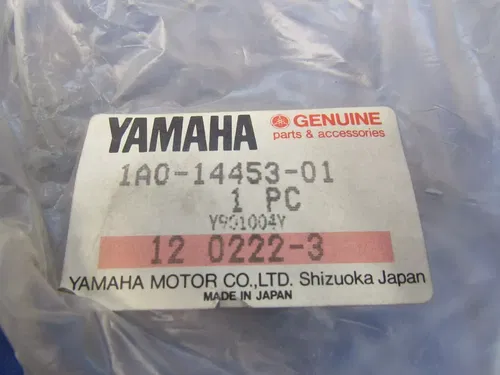 YAMAHA
GENUINE
parts & accessories
1A0-14453-01
1 PC
Y901004Y
12 0222-3
YAMAHA MOTOR CO.,LTD. Shizuoka Japan
MADE IN JAPAN